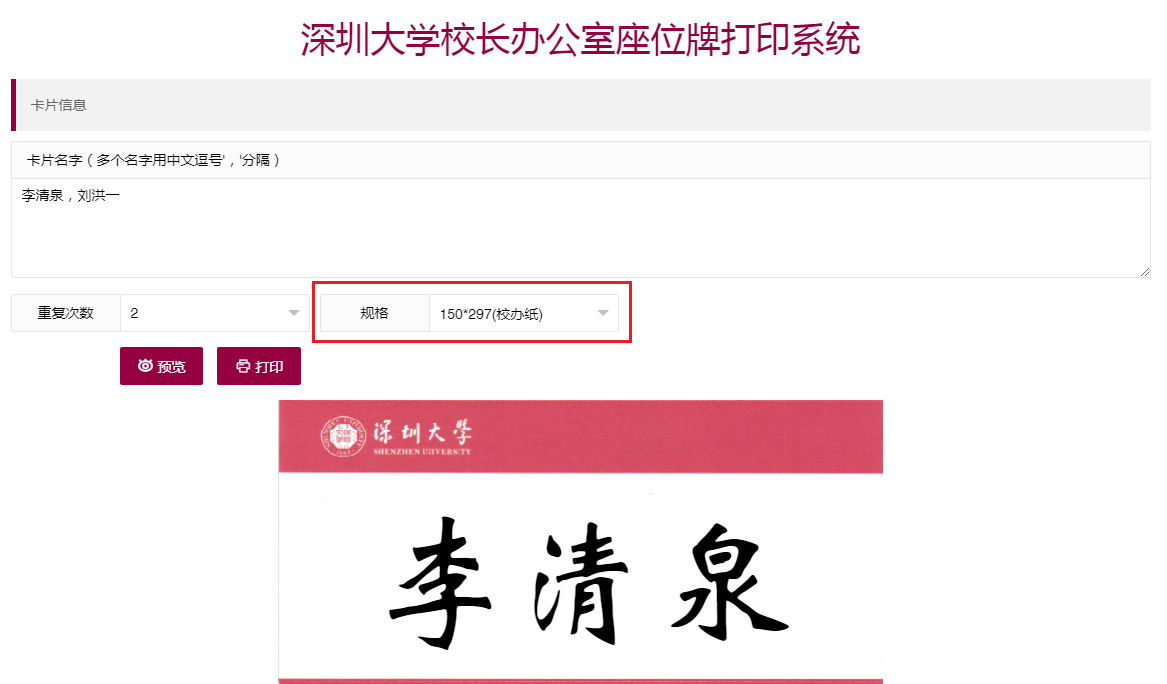 深圳大学校长办公室座位牌打印系统
卡片信息
卡片名字（多个名字用中文逗号'，'分隔）
李清泉，刘洪一
重复次数 2 规格 150*297(校办纸)
预览 打印
深圳大學
SHENZHEN UNIVERSITY
李清泉